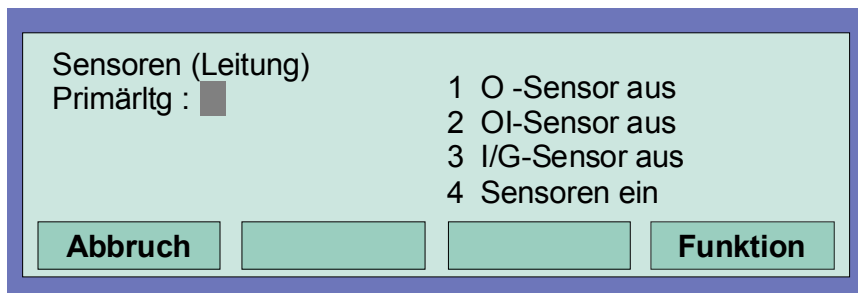 Sensoren (Leitung)
Primärltg :
1 O -Sensor aus
2 OI-Sensor aus
3 I/G-Sensor aus
4 Sensoren ein
Abbruch
Funktion